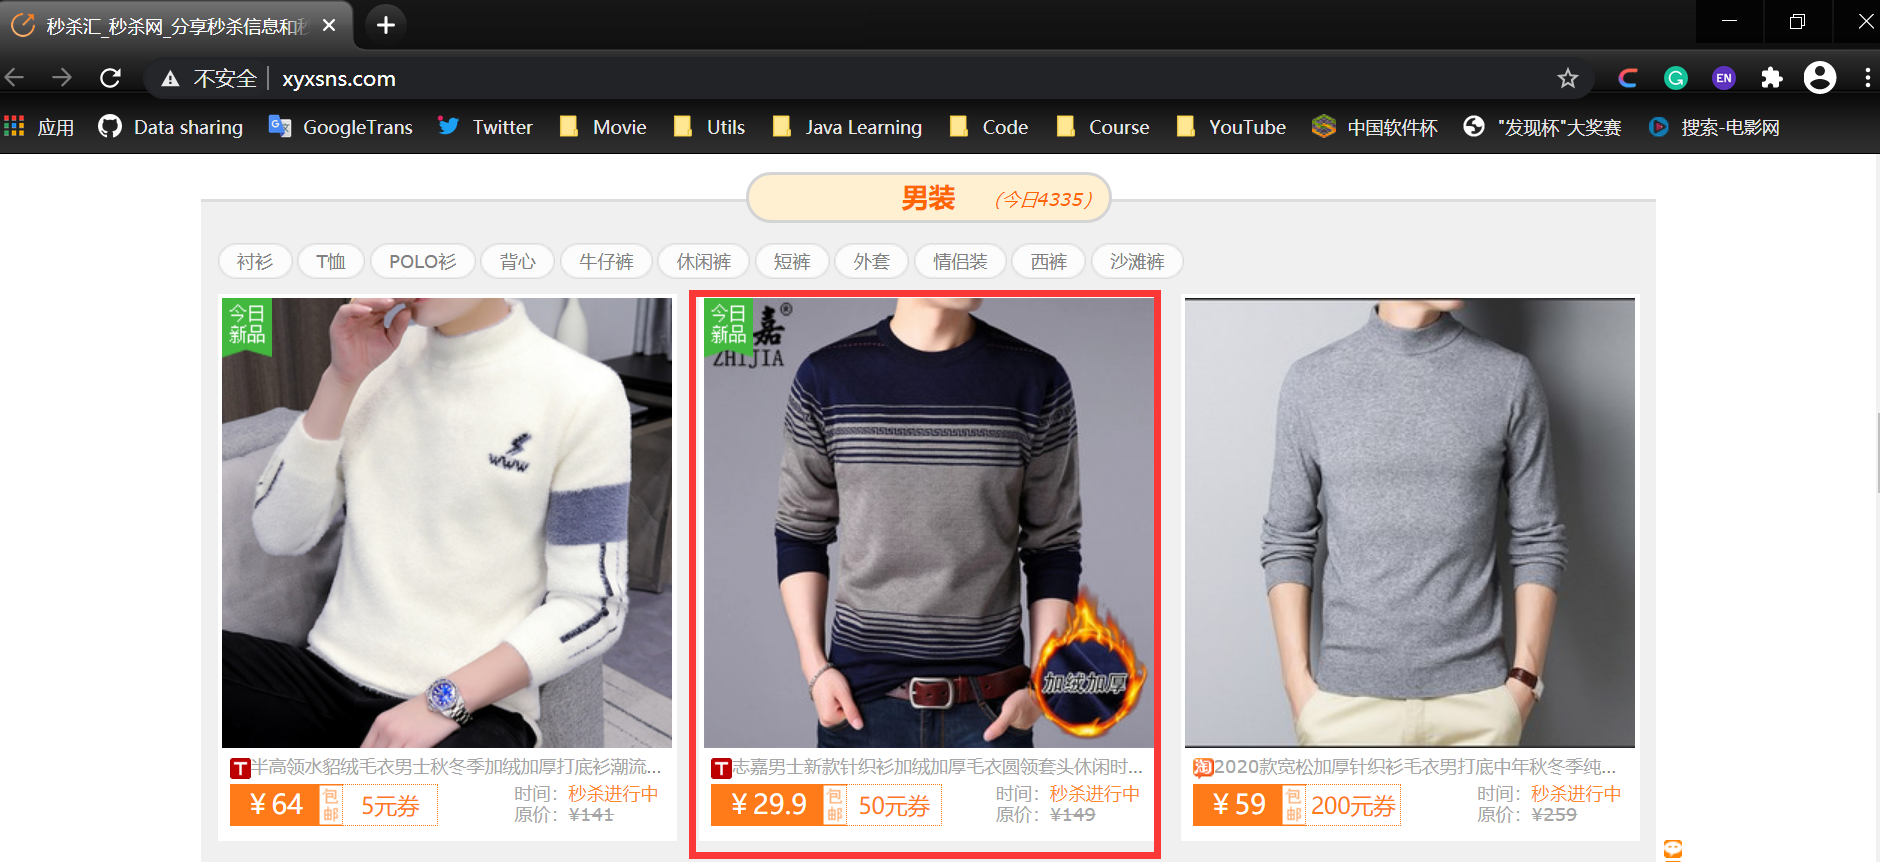 秒杀汇_秒杀网_分享秒杀信息和秒
不安全 xyxsns.com
EN
应用 Data sharing GoogleTrans Twitter Movie Utils Java Learning Code Course YouTube 中国软件杯 "发现杯"大奖赛 搜索-电影网
男装 (今日4335)
衬衫 T恤 POLO衫 背心 牛仔裤 休闲裤 短裤 外套 情侣装 西裤 沙滩裤
今日
新品
WWW
T半高领水貂绒毛衣男士秋冬季加绒加厚打底衫潮流...
¥64 包邮 5元券
时间：秒杀进行中
原价：¥141
今日
新品
嘉®
ZHIJIA
加绒加厚
T志嘉男士新款针织衫加绒加厚毛衣圆领套头休闲时...
¥29.9 包邮 50元券
时间：秒杀进行中
原价：¥149
淘2020款宽松加厚针织衫毛衣男打底中年秋冬季纯...
¥59 包邮 200元券
时间：秒杀进行中
原价：¥259